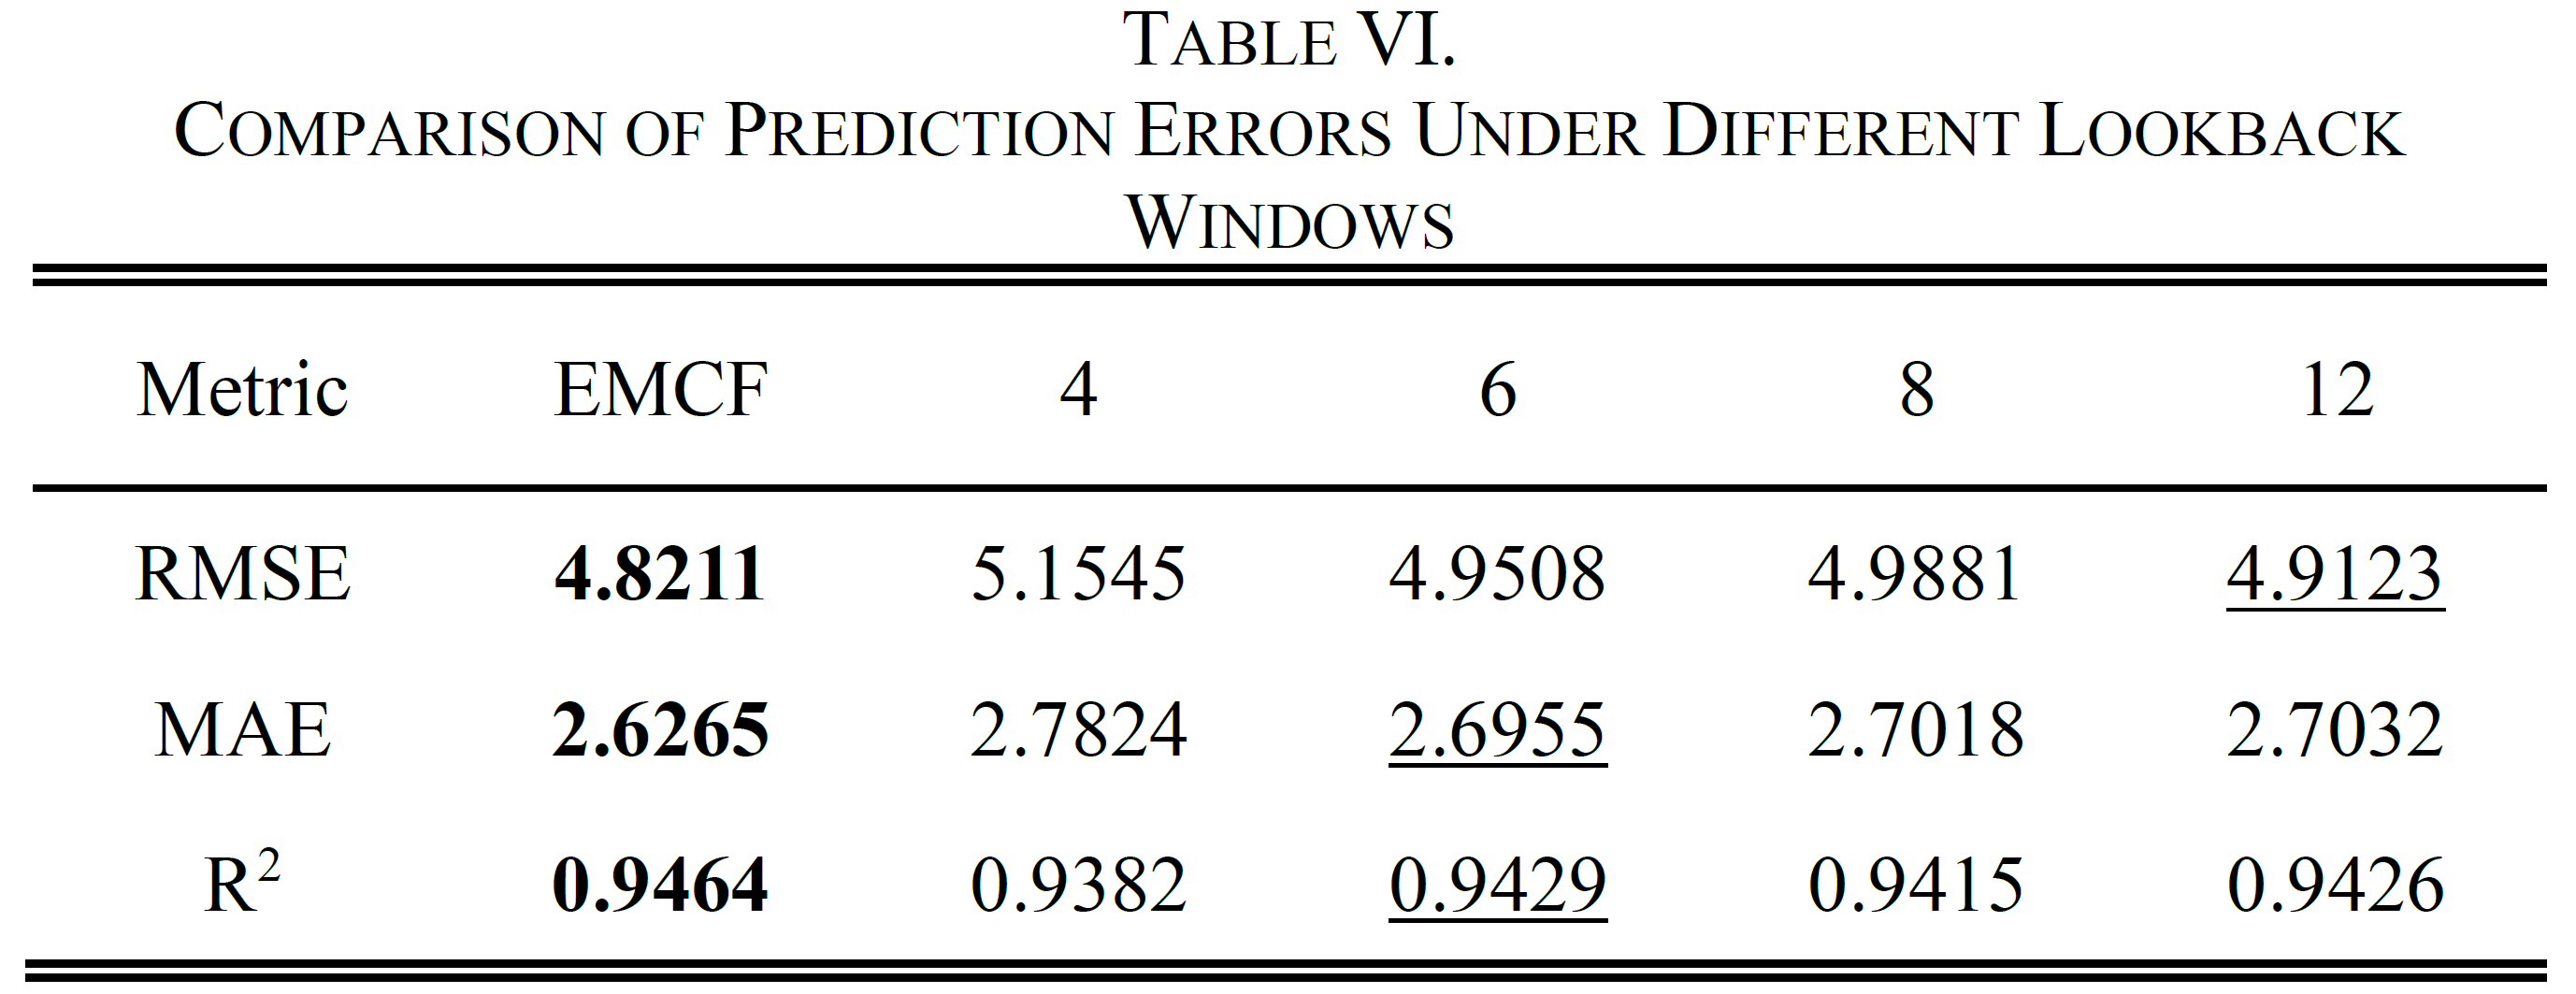 TABLE VI.
COMPARISON OF PREDICTION ERRORS UNDER DIFFERENT LOOKBACK
WINDOWS
Metric EMCF 4 6 8 12
RMSE 4.8211 5.1545 4.9508 4.9881 4.9123
MAE 2.6265 2.7824 2.6955 2.7018 2.7032
R² 0.9464 0.9382 0.9429 0.9415 0.9426